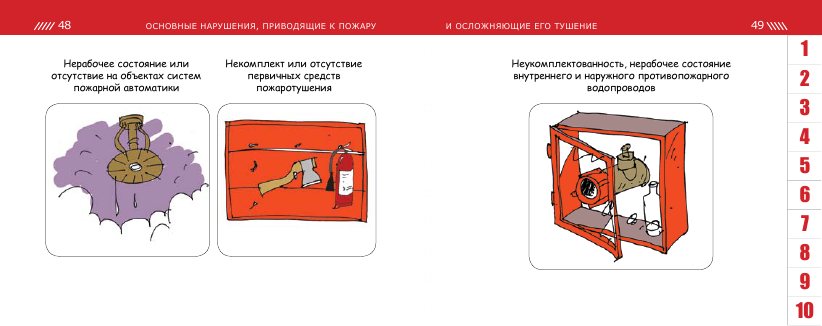 48
ОСНОВНЫЕ НАРУШЕНИЯ, ПРИВОДЯЩИЕ К ПОЖАРУ
И ОСЛОЖНЯЮЩИЕ ЕГО ТУШЕНИЕ
49
Нерабочее состояние или
отсутствие на объектах систем
пожарной автоматики
Некомплект или отсутствие
первичных средств
пожаротушения
Неукомплектованность, нерабочее состояние
внутреннего и наружного противопожарного
водопроводов
1
2
3
4
5
6
7
8
9
10